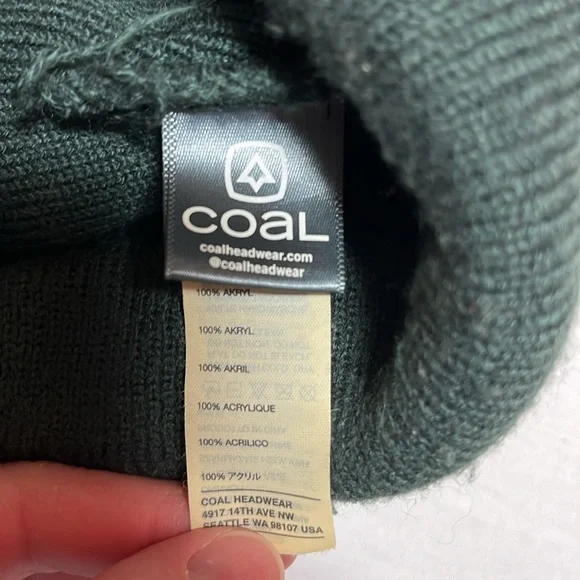 COAL
coalheadwear.com
@coalheadwear
100% AKRYL
100% AKRYL
100% AKRIL
100% ACRYLIQUE
100% ACRILICO
100% アクリル
COAL HEADWEAR
4917 14TH AVE NW
SEATTLE WA 98107 USA